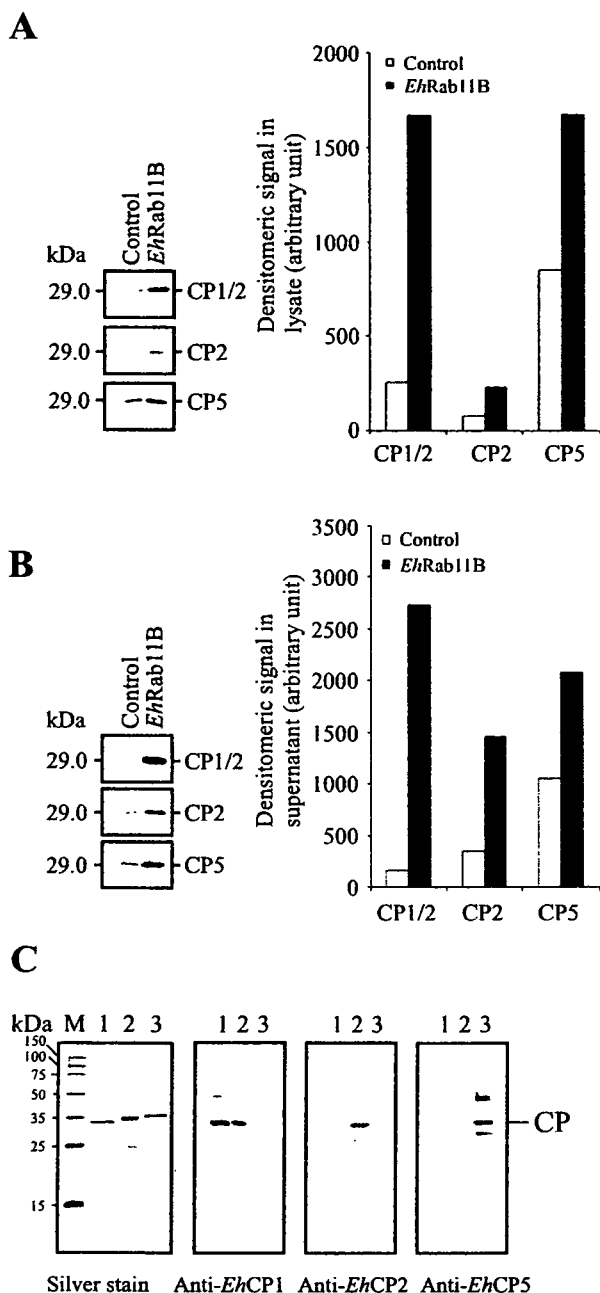 A
Control
EhRab11B
kDa
29.0
CP1/2
29.0
CP2
29.0
CP5
Densitomeric signal in
lysate (arbitrary unit)
2000
1500
1000
500
0
Control
EhRab11B
CP1/2 CP2 CP5
B
Control
EhRab11B
kDa
29.0
CP1/2
29.0
CP2
29.0
CP5
Densitomeric signal in
supernatant (arbitrary unit)
3500
3000
2500
2000
1500
1000
500
0
Control
EhRab11B
CP1/2 CP2 CP5
C
kDa M 1 2 3 1 2 3 1 2 3 1 2 3
150
100
75
50
35
25
15
CP
Silver stain Anti-EhCP1 Anti-EhCP2 Anti-EhCP5